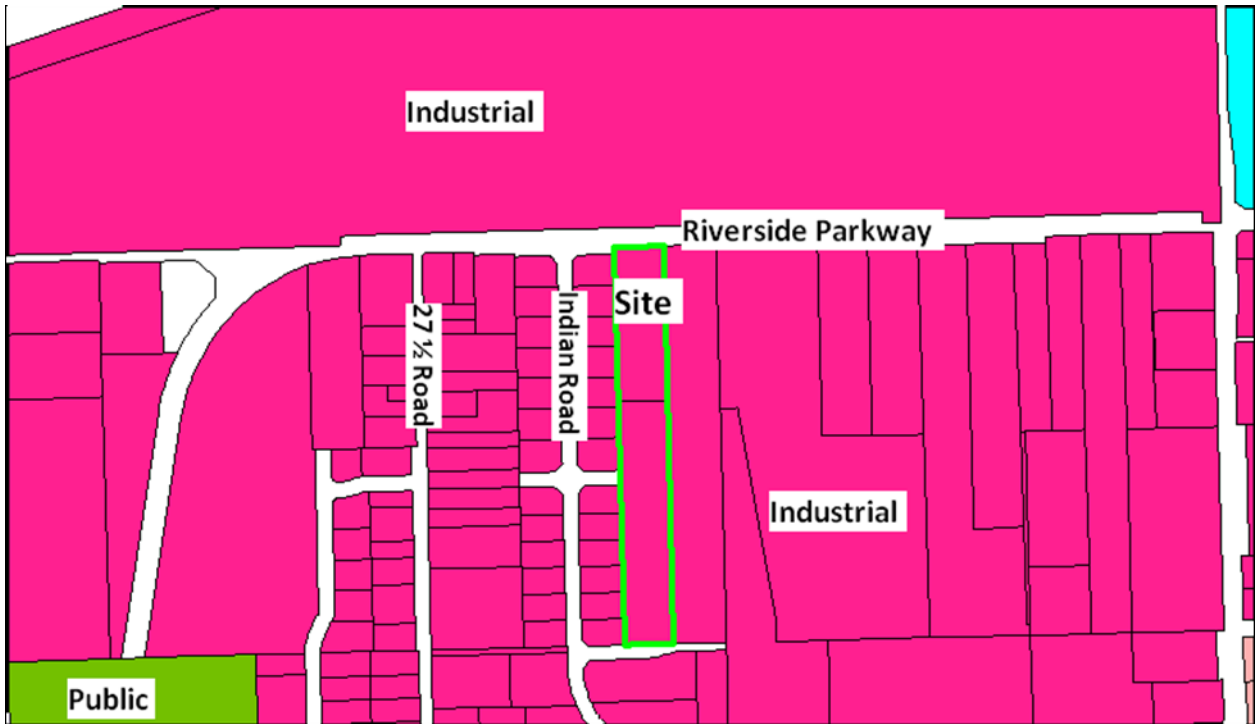 Industrial
Riverside Parkway
Site
27 ½ Road
Indian Road
Industrial
Public